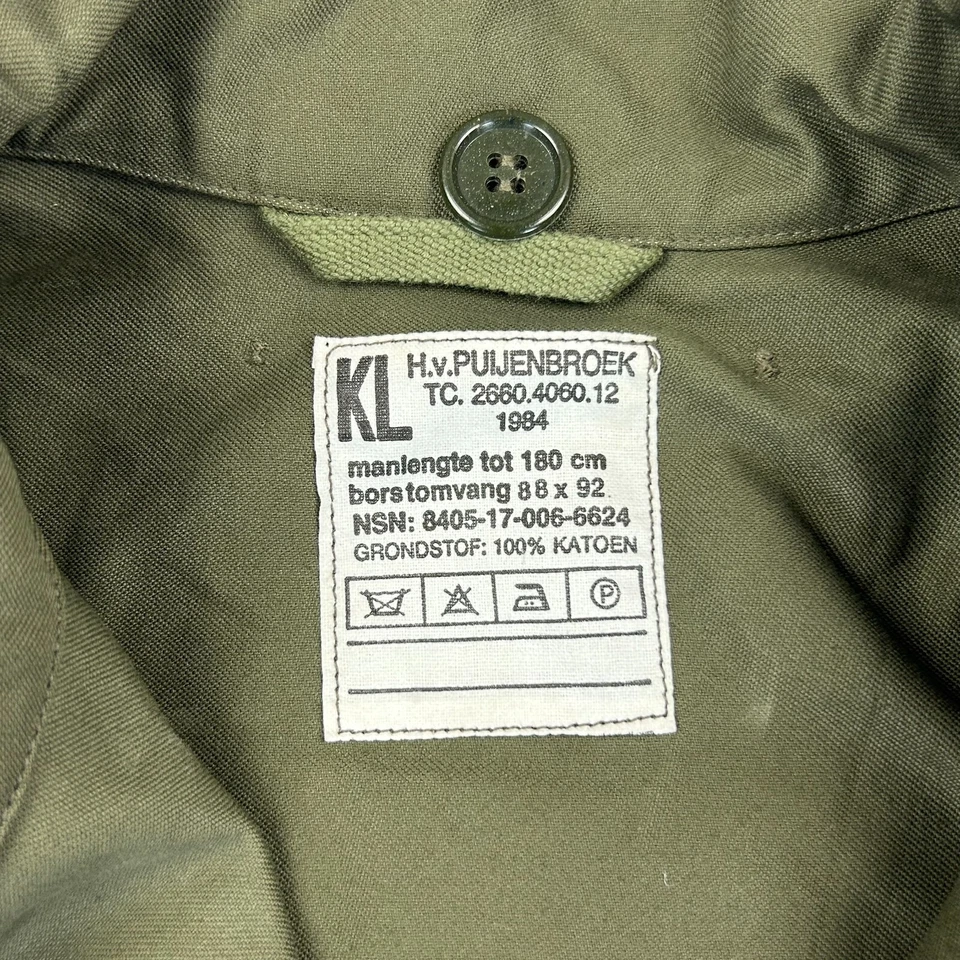 KL H.v.PUIJENBROEK
TC. 2660.4060.12
1984
manlengte tot 180 cm
borstomvang 88 x 92
NSN: 8405-17-006-6624
GRONDSTOF: 100% KATOEN
P